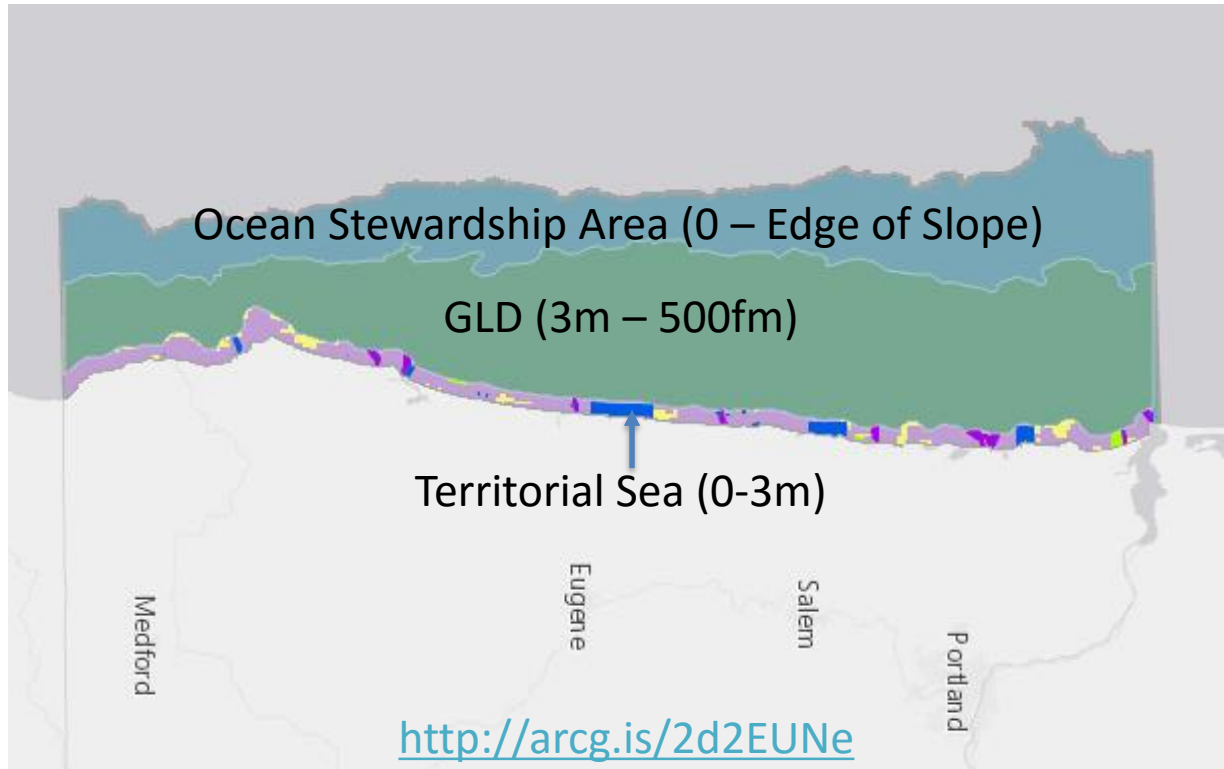 Ocean Stewardship Area (0 – Edge of Slope)
GLD (3m – 500fm)
Territorial Sea (0-3m)
Medford
Eugene
Salem
Portland
http://arcg.is/2d2EUNe